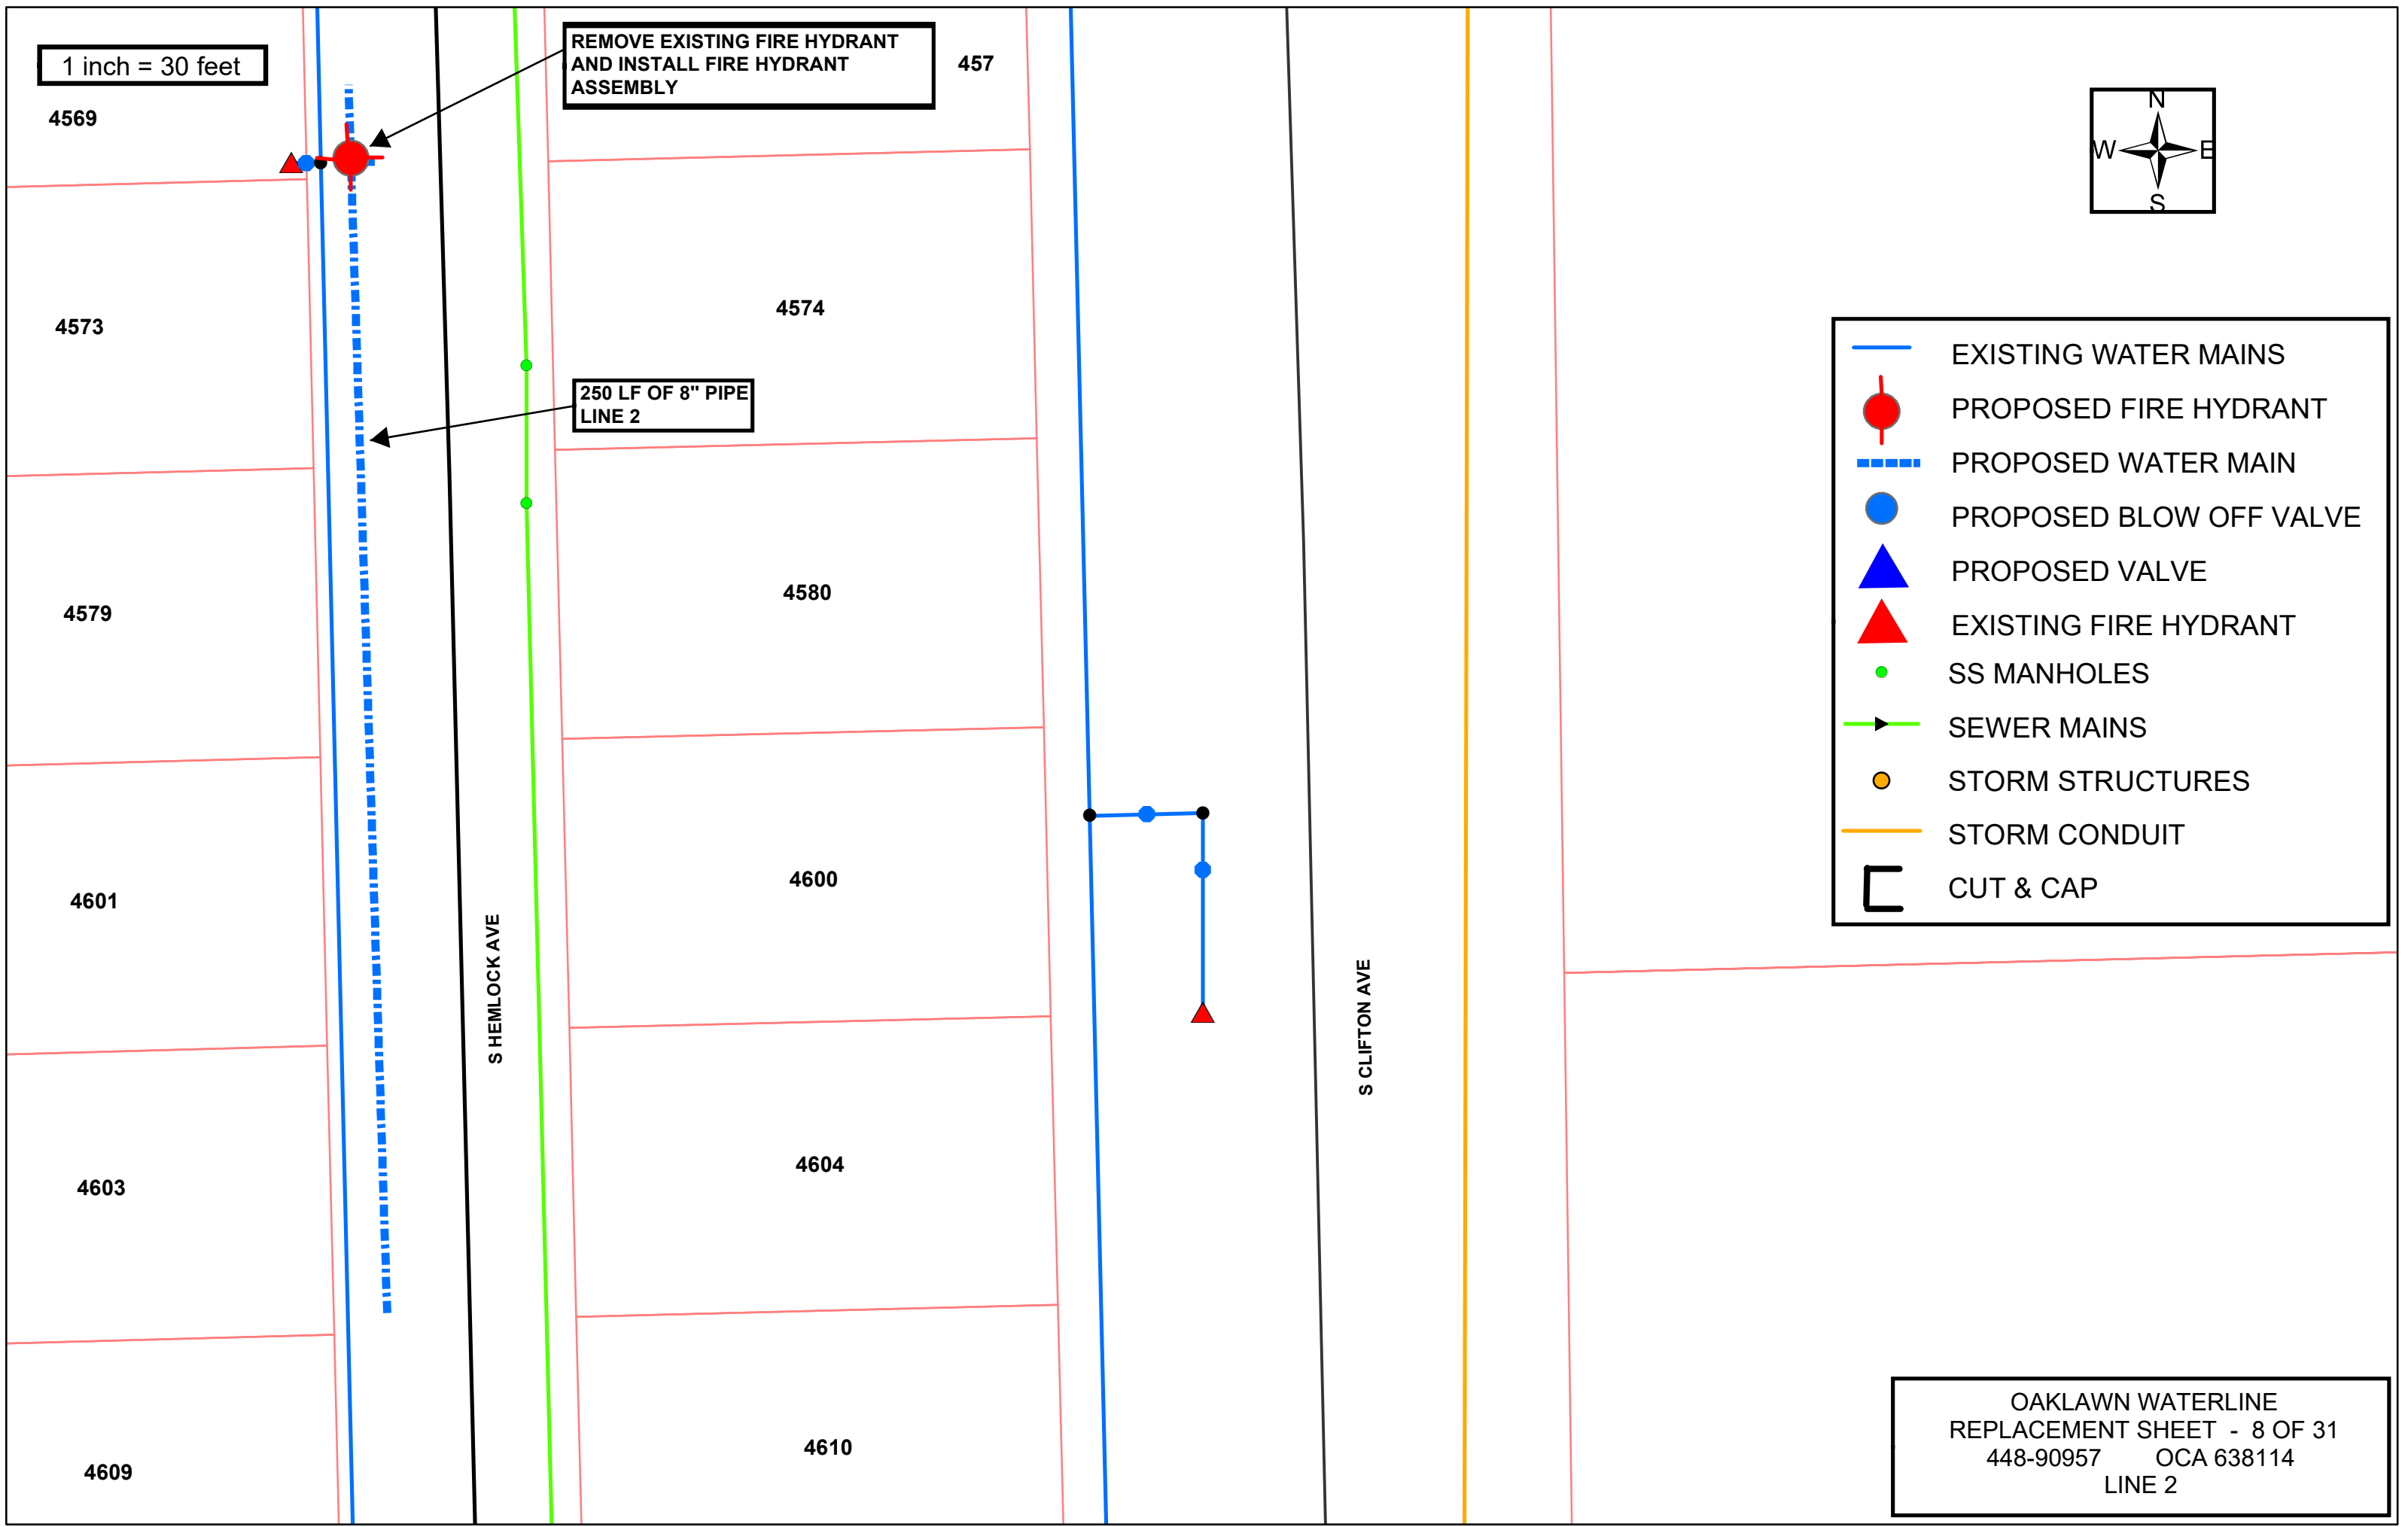 1 inch = 30 feet
REMOVE EXISTING FIRE HYDRANT
AND INSTALL FIRE HYDRANT
ASSEMBLY
457
N
W
E
S
4569
4573
4574
250 LF OF 8" PIPE
LINE 2
4579
4580
4601
4600
4603
4604
4609
4610
S HEMLOCK AVE
S CLIFTON AVE
EXISTING WATER MAINS
PROPOSED FIRE HYDRANT
PROPOSED WATER MAIN
PROPOSED BLOW OFF VALVE
PROPOSED VALVE
EXISTING FIRE HYDRANT
SS MANHOLES
SEWER MAINS
STORM STRUCTURES
STORM CONDUIT
CUT & CAP
OAKLAWN WATERLINE
REPLACEMENT SHEET - 8 OF 31
448-90957 OCA 638114
LINE 2